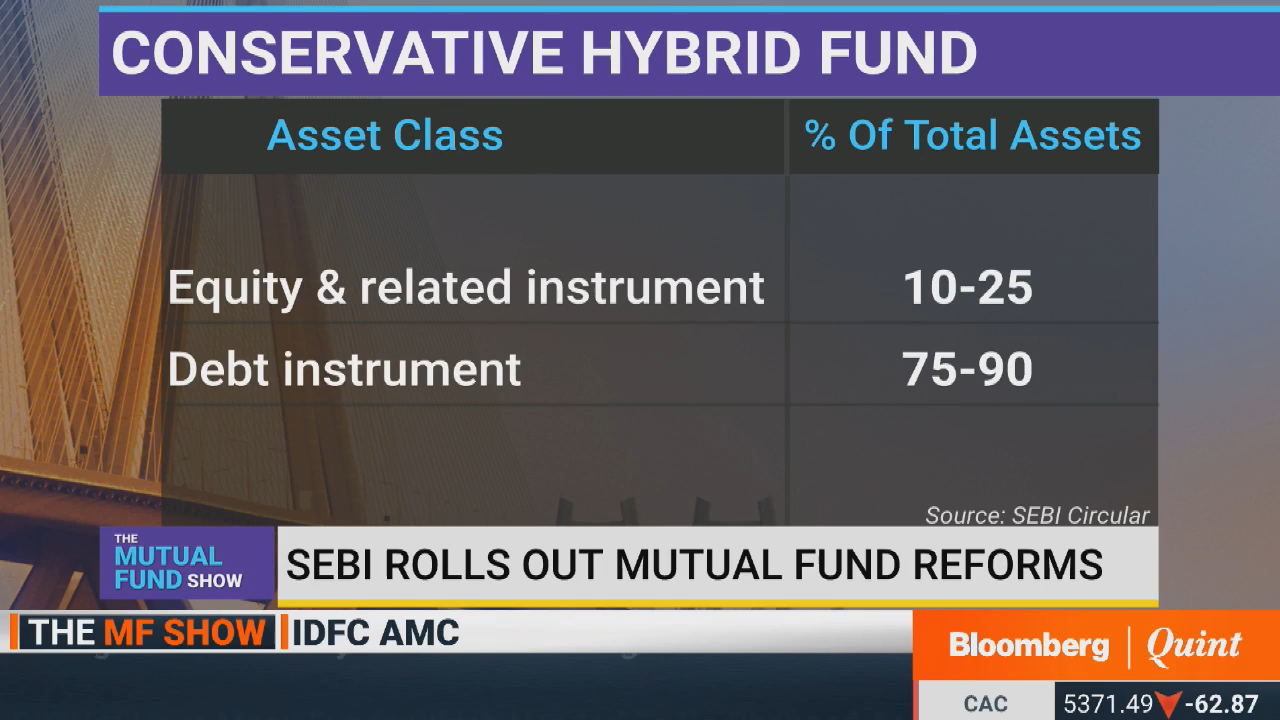 CONSERVATIVE HYBRID FUND
Asset Class % Of Total Assets
Equity & related instrument 10-25
Debt instrument 75-90
Source: SEBI Circular
THE
MUTUAL
FUND SHOW
SEBI ROLLS OUT MUTUAL FUND REFORMS
THE MF SHOW IDFC AMC
Bloomberg | Quint
CAC 5371.49 -62.87